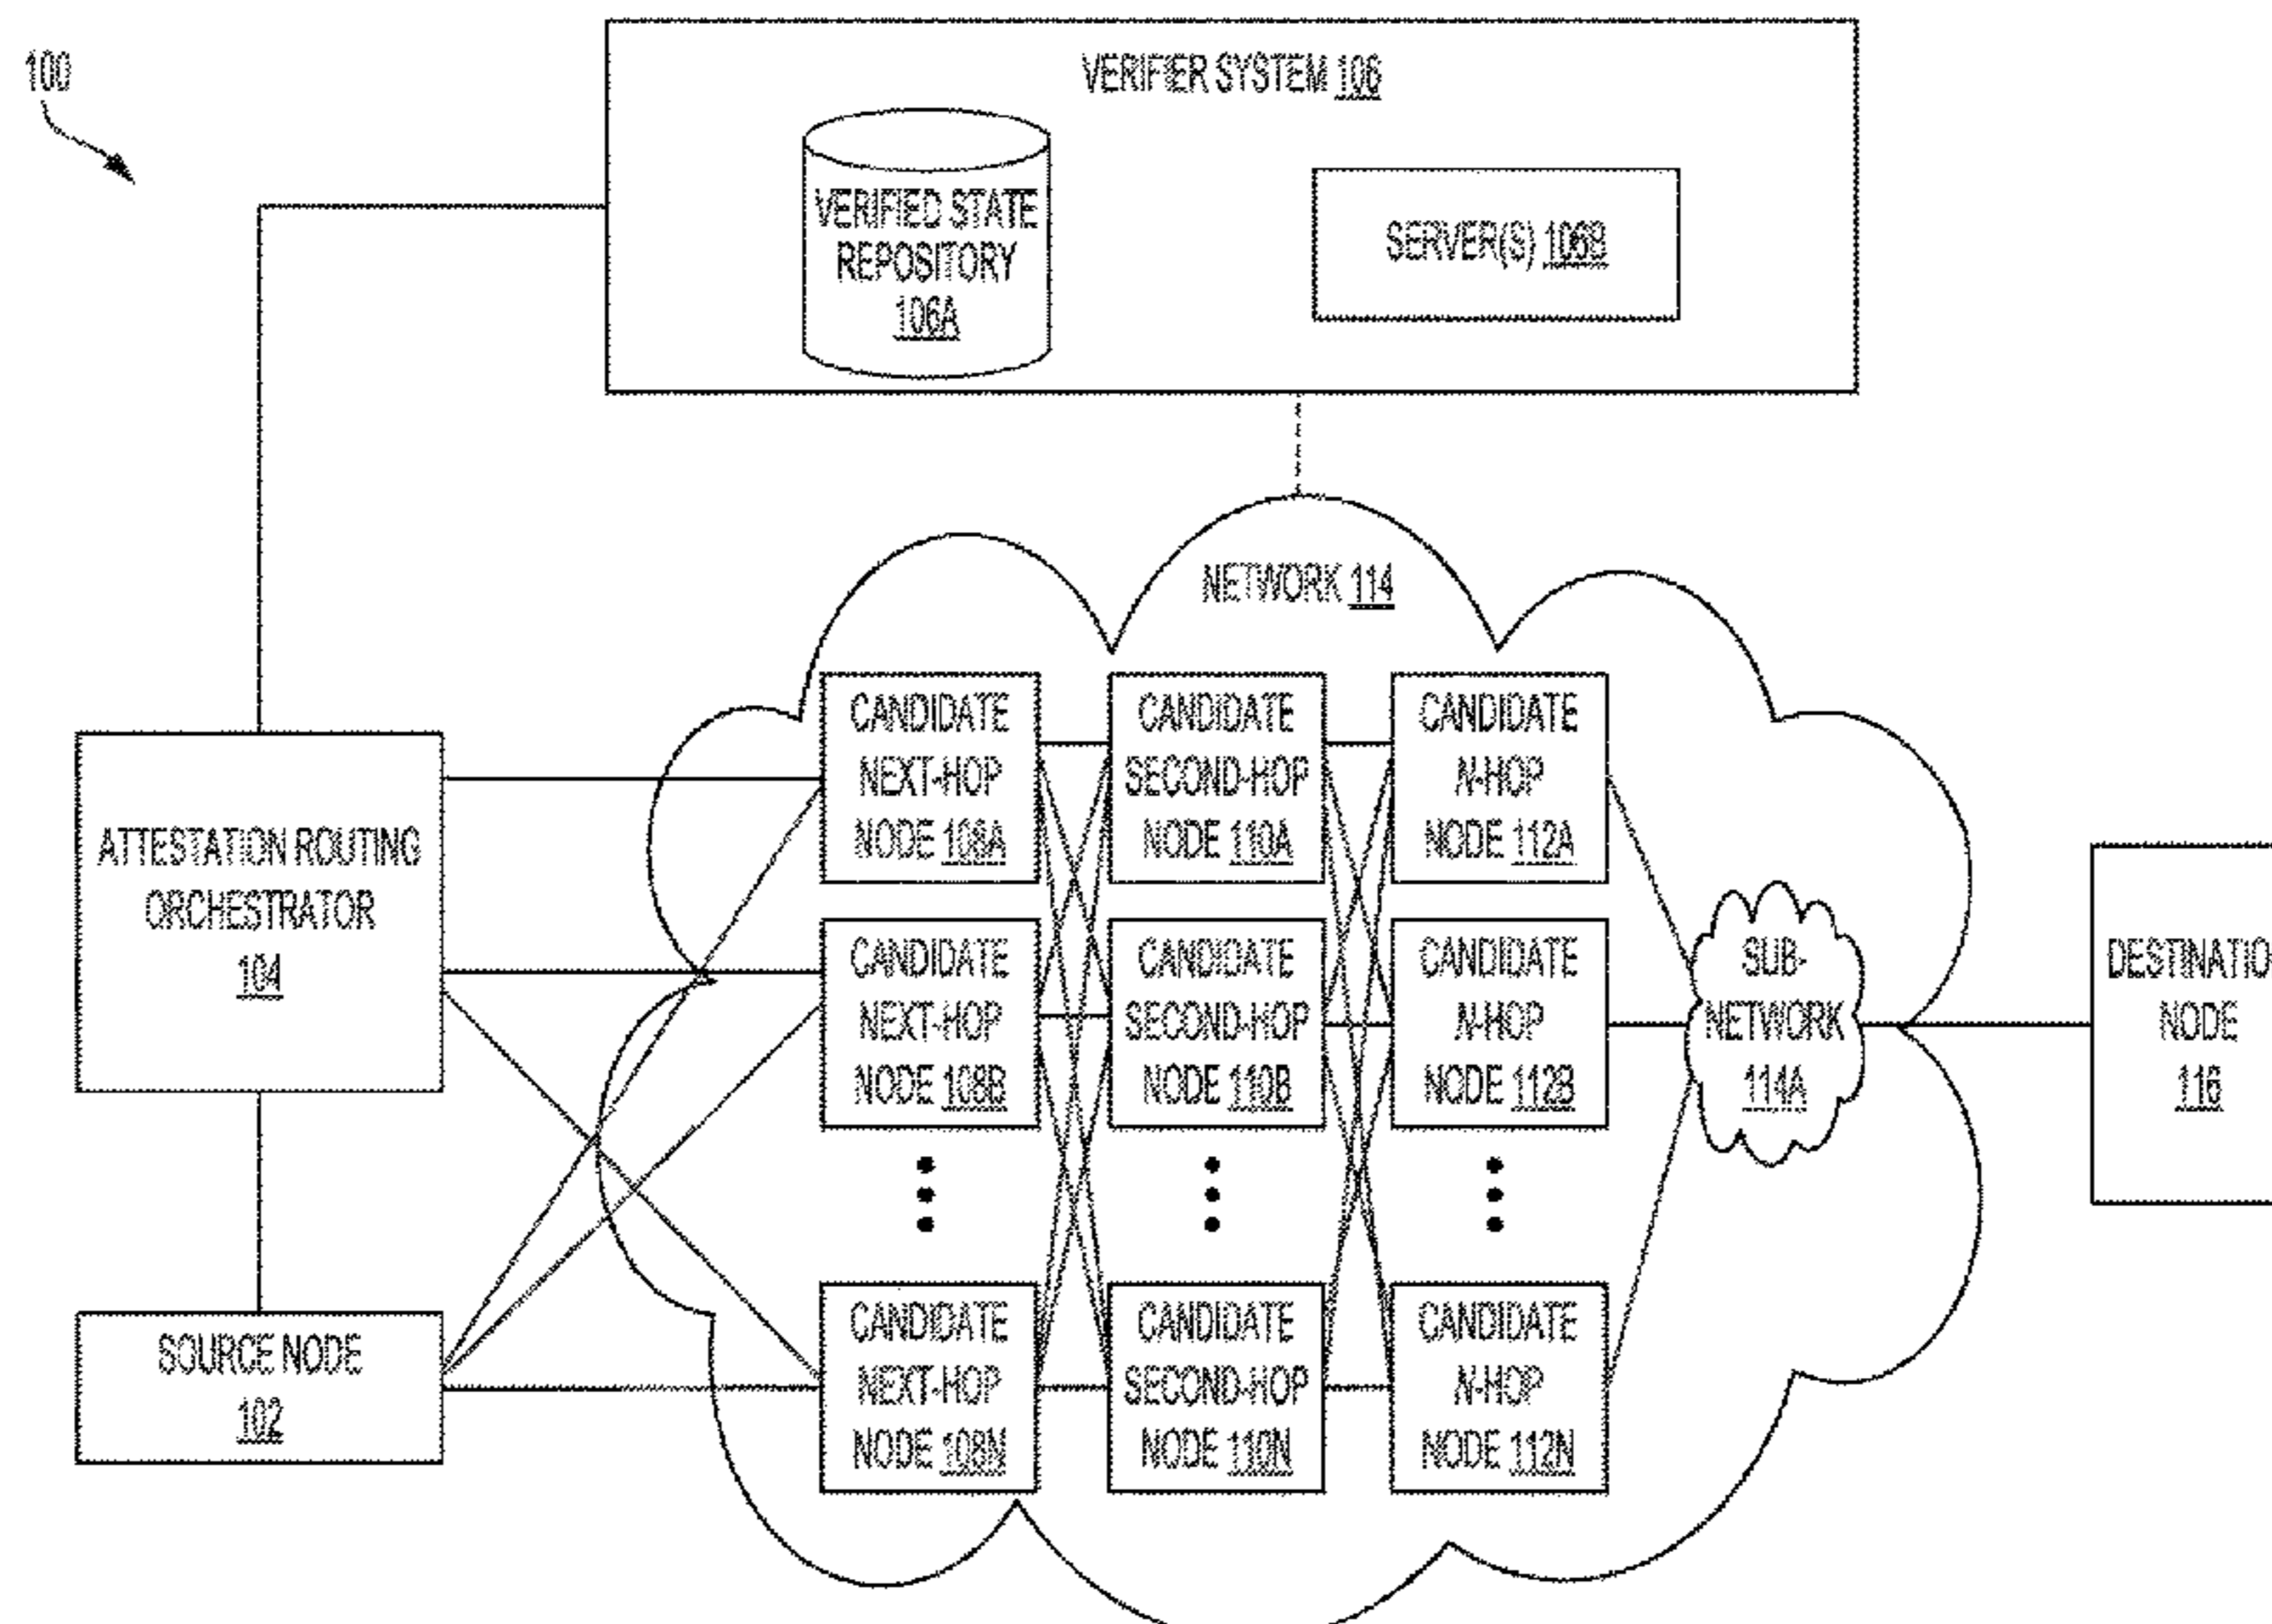 100
VERIFIER SYSTEM 106
VERIFIED STATE
REPOSITORY
106A
SERVER(S) 106B
NETWORK 114
CANDIDATE
NEXT-HOP
NODE 108A
CANDIDATE
SECOND-HOP
NODE 110A
CANDIDATE
N-HOP
NODE 112A
ATTESTATION ROUTING
ORCHESTRATOR
104
CANDIDATE
NEXT-HOP
NODE 108B
CANDIDATE
SECOND-HOP
NODE 110B
CANDIDATE
N-HOP
NODE 112B
SUB-
NETWORK
114A
DESTINATIO
NODE
116
SOURCE NODE
102
CANDIDATE
NEXT-HOP
NODE 108N
CANDIDATE
SECOND-HOP
NODE 110N
CANDIDATE
N-HOP
NODE 112N